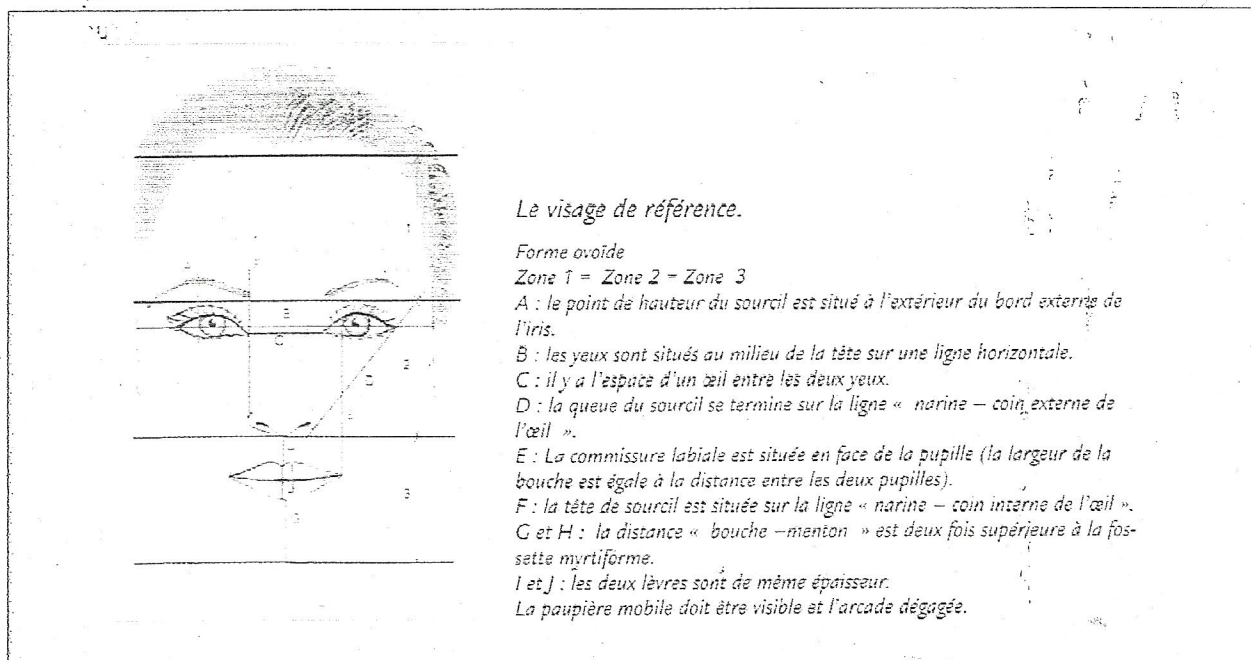 Le visage de référence.
Forme ovoïde
Zone 1 = Zone 2 = Zone 3
A : le point de hauteur du sourcil est situé à l'extérieur du bord externe de
l'iris.
B : les yeux sont situés au milieu de la tête sur une ligne horizontale.
C : il y a l'espace d'un œil entre les deux yeux.
D : la queue du sourcil se termine sur la ligne « narine – coin externe de
l'œil ».
E : La commissure labiale est située en face de la pupille (la largeur de la
bouche est égale à la distance entre les deux pupilles).
F : la tête de sourcil est située sur la ligne « narine – coin interne de l'œil ».
G et H : la distance « bouche –menton » est deux fois supérieure à la fos-
sette myrtiforme.
I et J : les deux lèvres sont de même épaisseur.
La paupière mobile doit être visible et l'arcade dégagée.
1
B
C
2
D
3